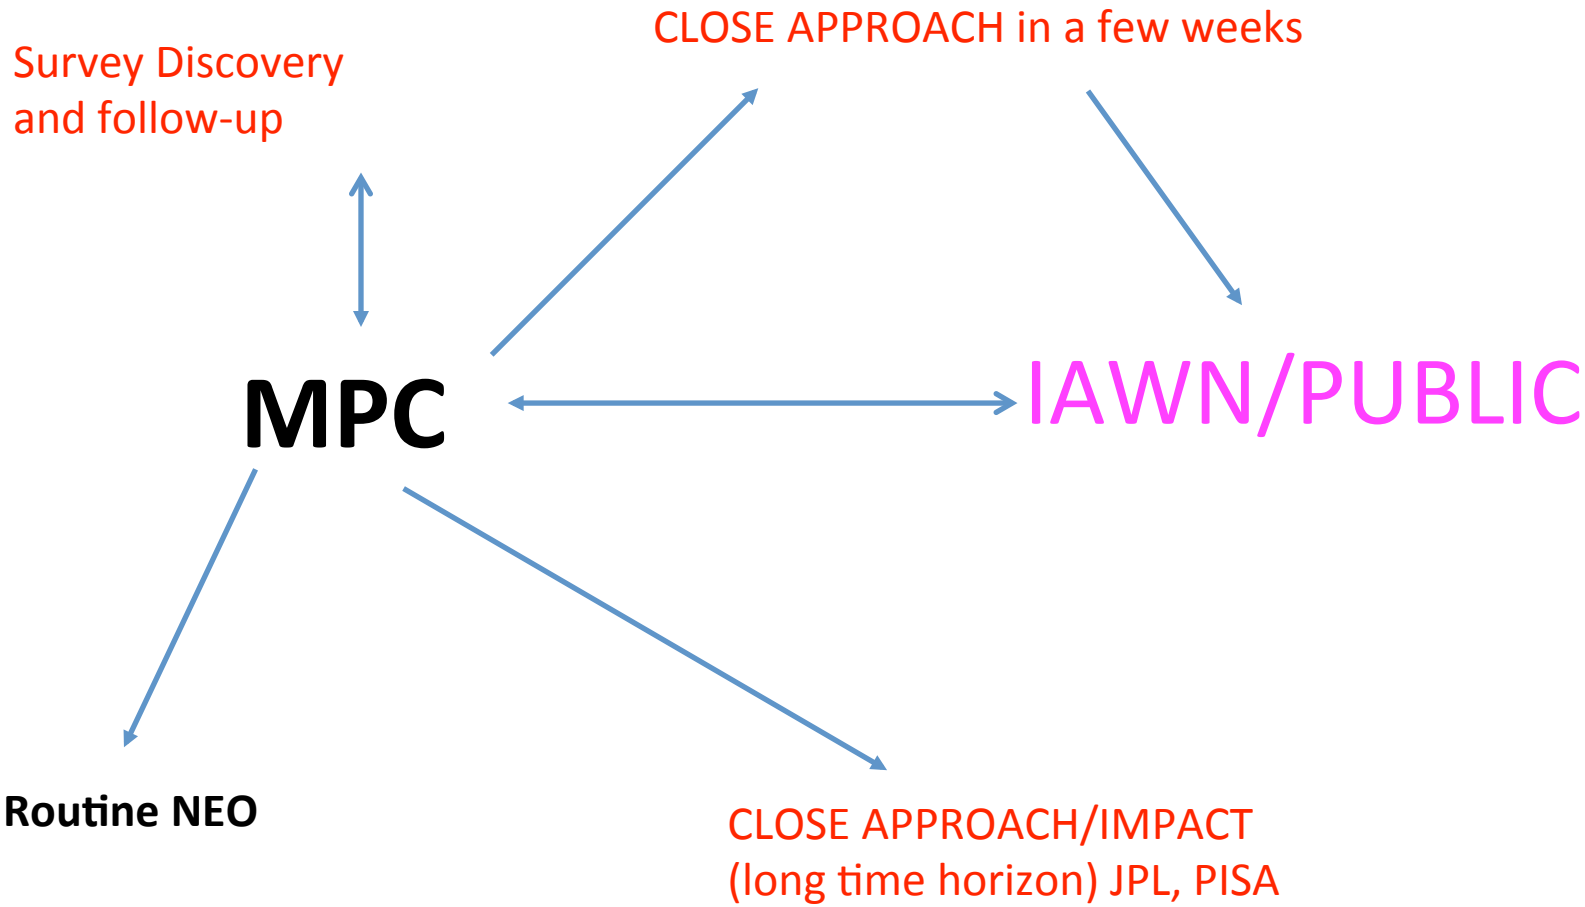 CLOSE APPROACH in a few weeks
Survey Discovery
and follow-up
MPC
IAWN/PUBLIC
Routine NEO
CLOSE APPROACH/IMPACT
(long time horizon) JPL, PISA